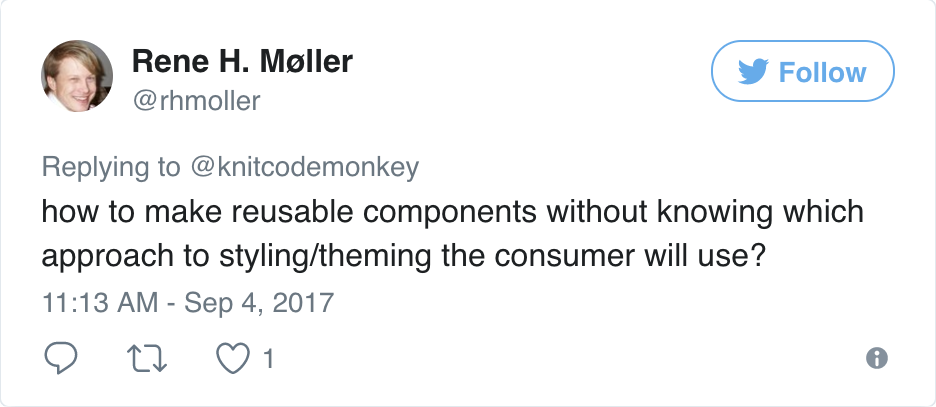 Rene H. Møller
@rhmoller
Follow
Replying to @knitcodemonkey
how to make reusable components without knowing which
approach to styling/theming the consumer will use?
11:13 AM - Sep 4, 2017
1